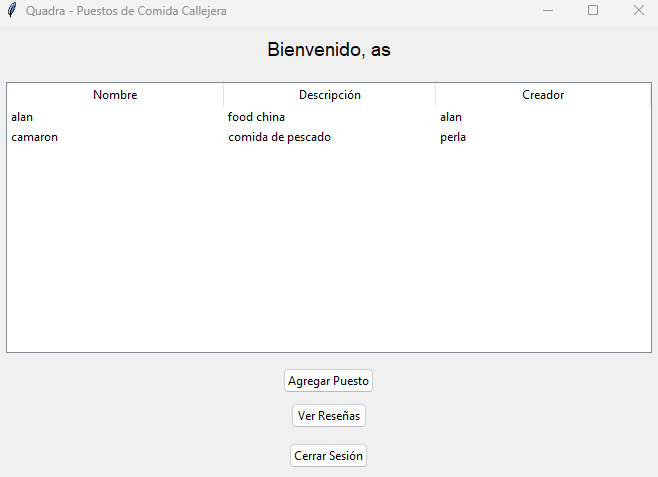 Quadra - Puestos de Comida Callejera
Bienvenido, as
Nombre Descripción Creador
alan food china alan
camaron comida de pescado perla
Agregar Puesto
Ver Reseñas
Cerrar Sesión